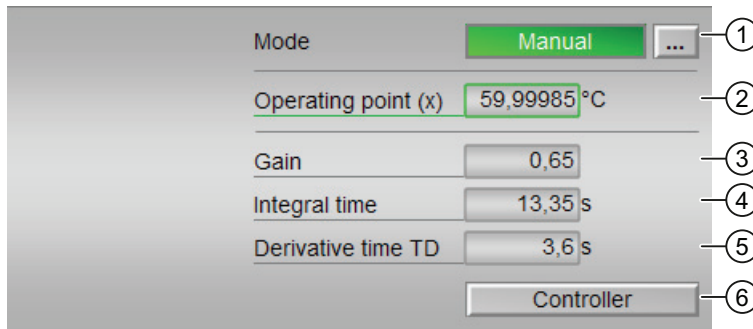 Mode Manual ... 1
Operating point (x) 59,99985 °C 2
Gain 0,65 3
Integral time 13,35 s 4
Derivative time TD 3,6 s 5
Controller 6